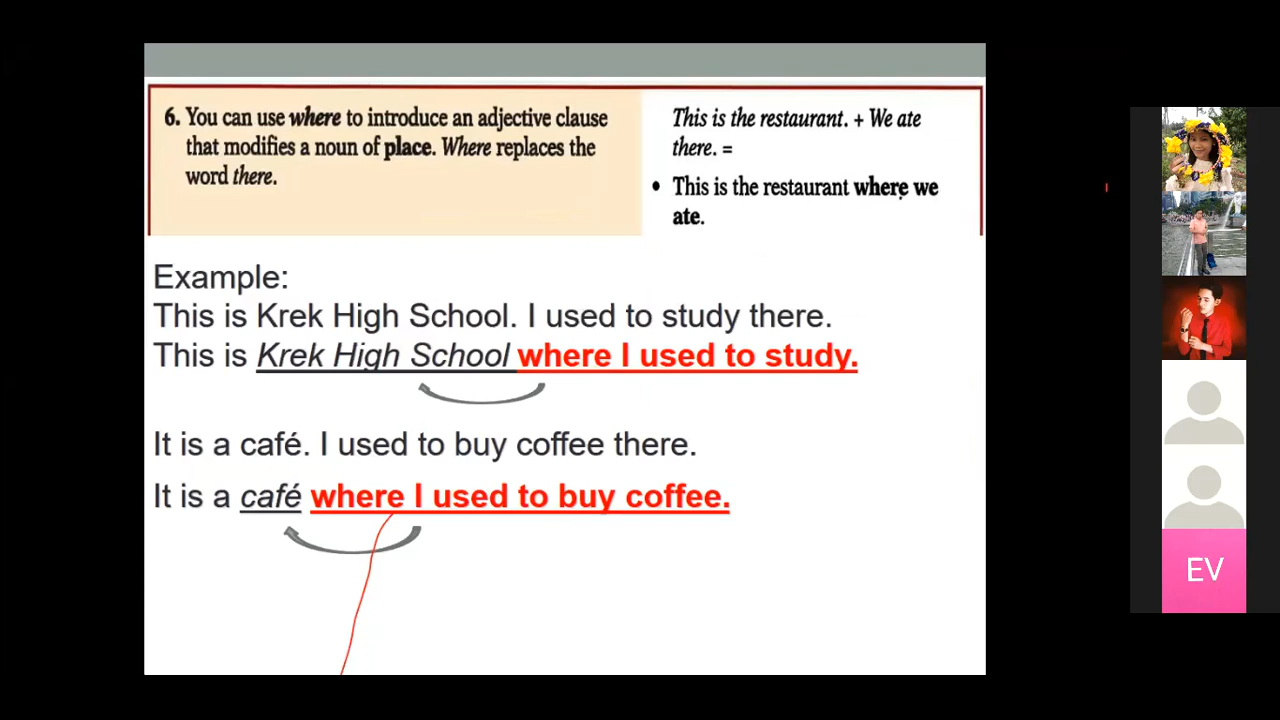 6. You can use where to introduce an adjective clause
that modifies a noun of place. Where replaces the
word there.
This is the restaurant. + We ate
there. =
• This is the restaurant where we
ate.
Example:
This is Krek High School. I used to study there.
This is Krek High School where I used to study.
It is a café. I used to buy coffee there.
It is a café where I used to buy coffee.
EV